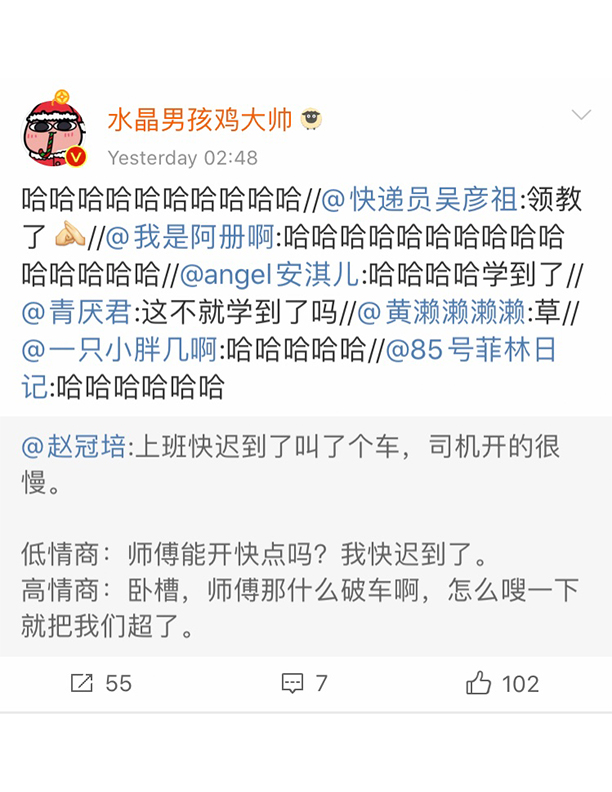 水晶男孩鸡大帅
Yesterday 02:48
哈哈哈哈哈哈哈哈哈哈//@快递员吴彦祖:领教
了//@我是阿册啊:哈哈哈哈哈哈哈哈哈哈
哈哈哈哈哈//@angel安淇儿:哈哈哈哈学到了//
@青厌君:这不就学到了吗//@黄濑濑濑濑:草//
@一只小胖几啊:哈哈哈哈哈//@85号菲林日
记:哈哈哈哈哈哈
@赵冠培:上班快迟到了叫了个车，司机开的很
慢。
低情商：师傅能开快点吗？我快迟到了。
高情商：卧槽，师傅那什么破车啊，怎么嗖一下
就把我们超了。
55 7 102